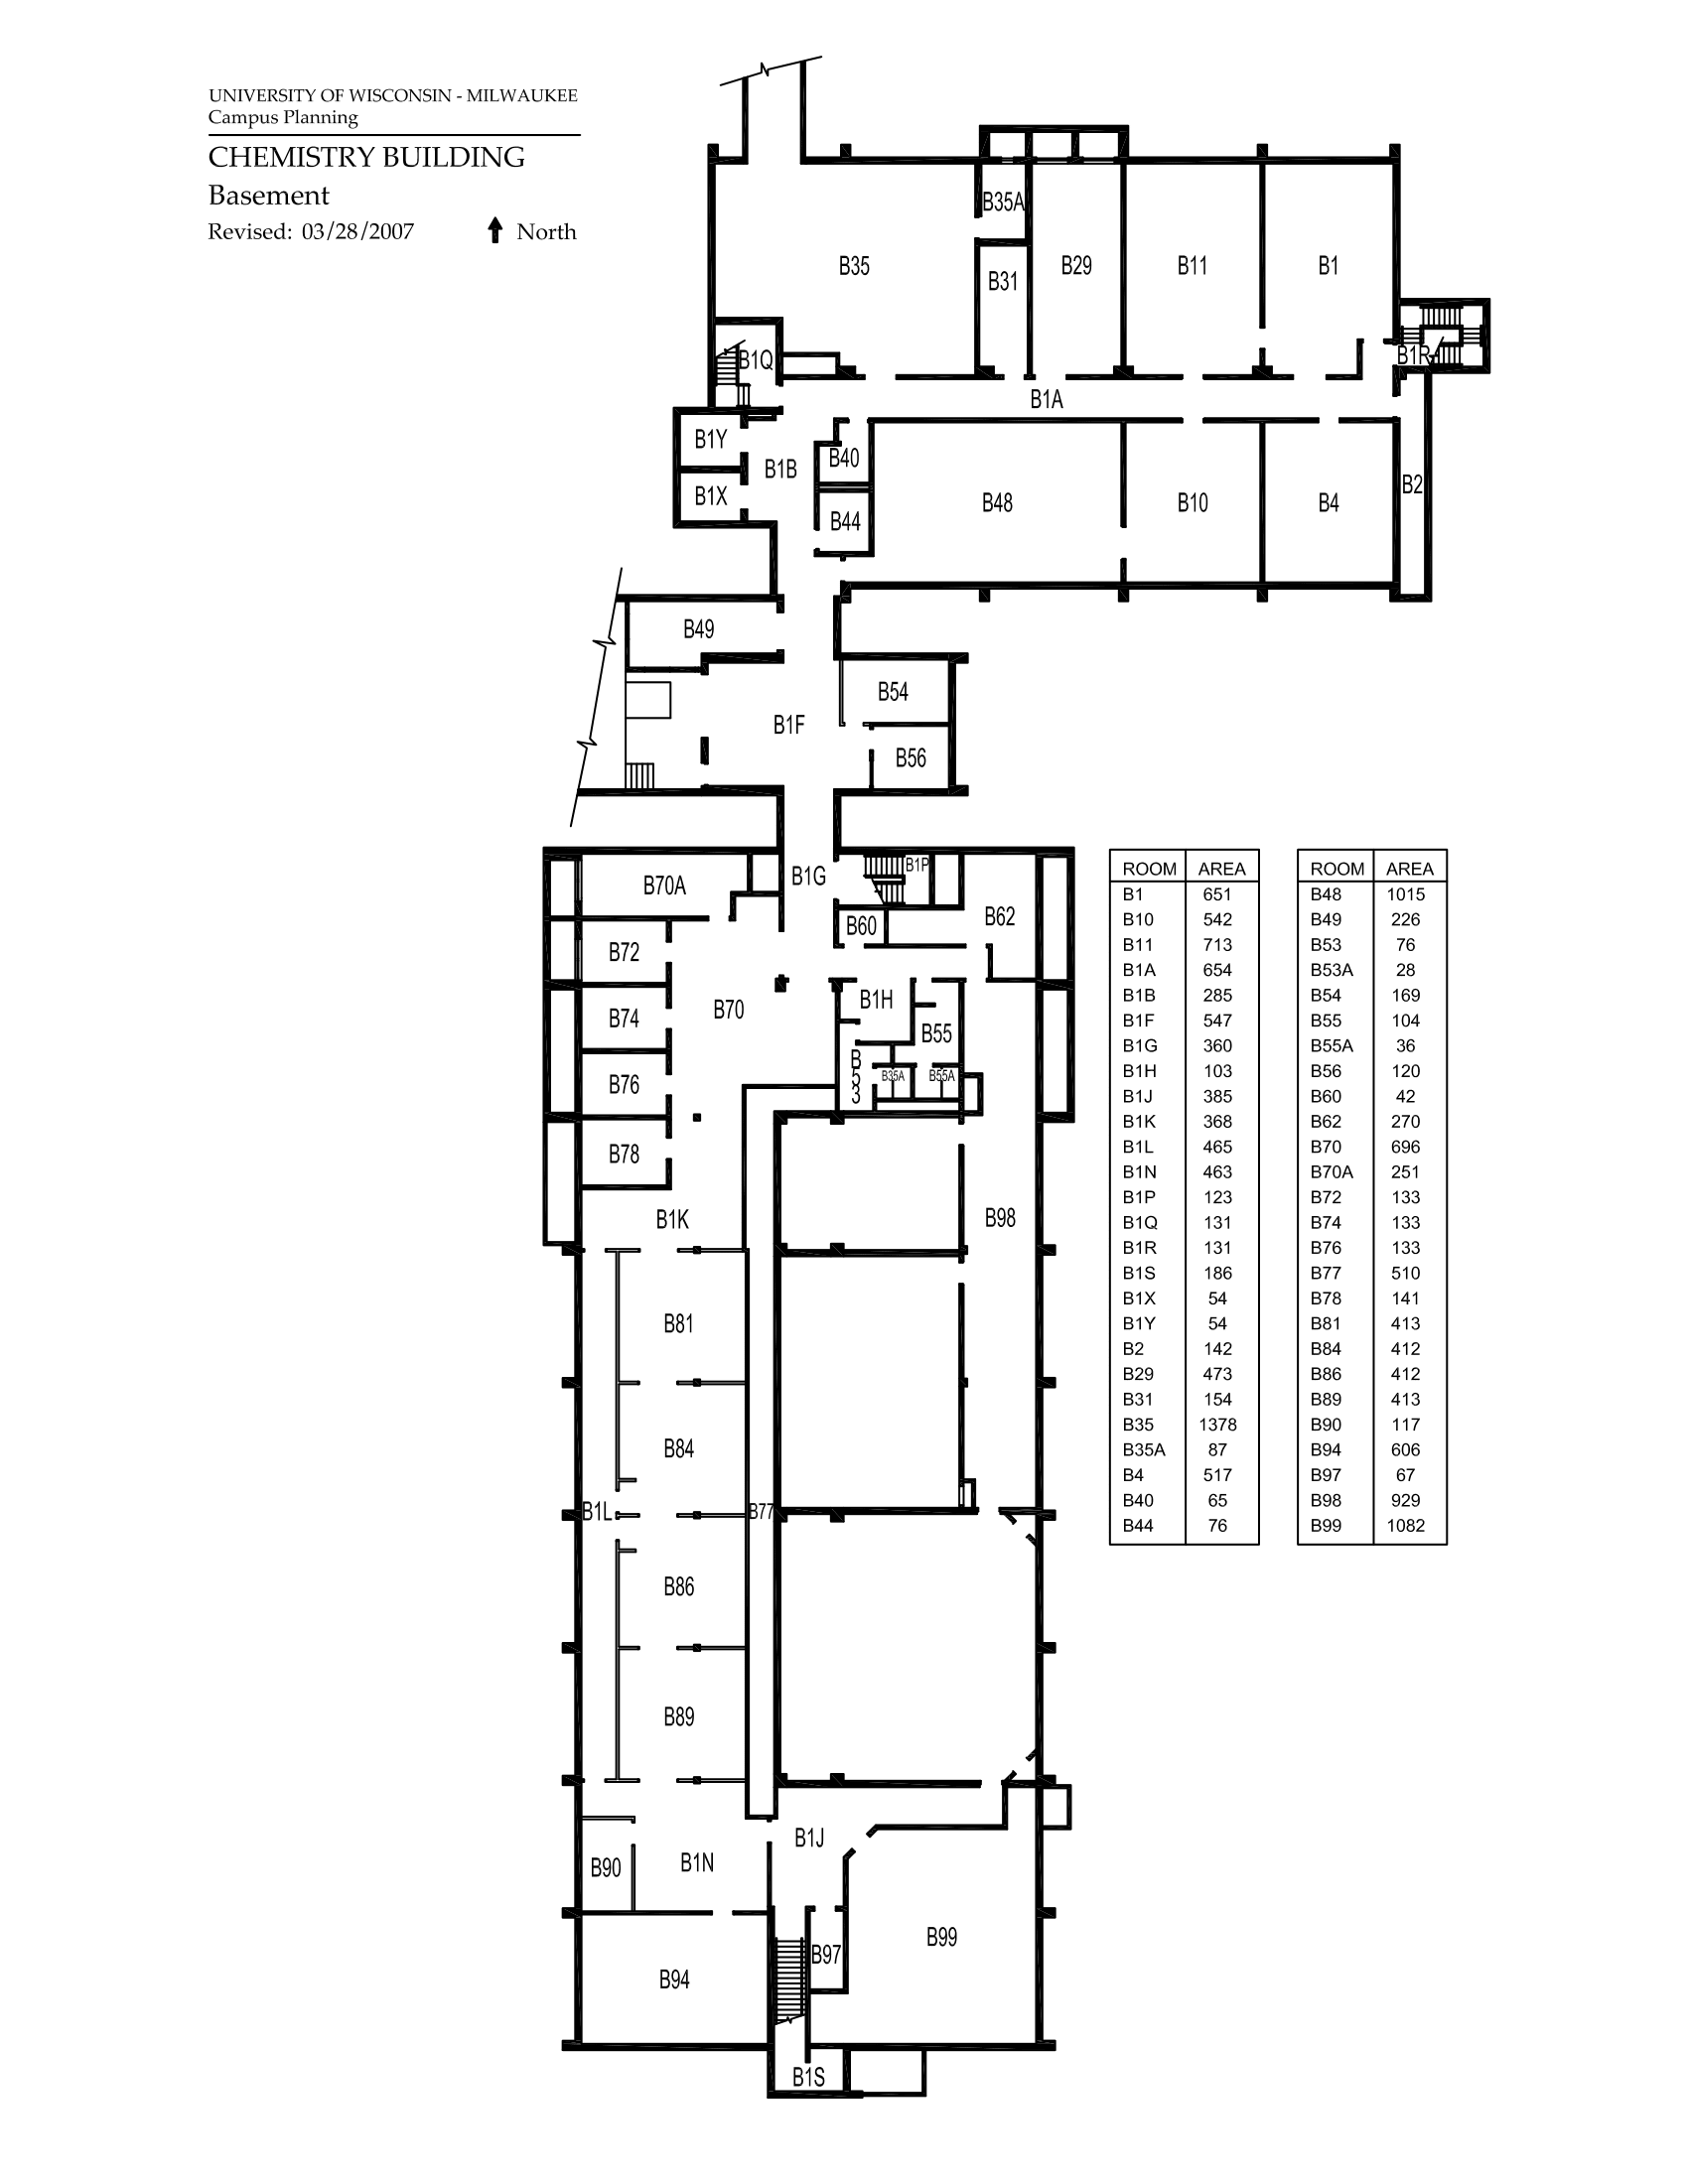 UNIVERSITY OF WISCONSIN - MILWAUKEE
Campus Planning
CHEMISTRY BUILDING
Basement
Revised: 03/28/2007 North
B35A
B35
B31
B29
B11
B1
B1Q
B1R
B1A
B1Y
B1B
B40
B1X
B44
B48
B10
B4
B2
B49
B54
B1F
B56
B70A
B1G
B1P
B60
B62
B72
B70
B1H
B74
B55
B
5
3
B35A
B55A
B76
B78
B1K
B98
B81
B84
B1L
B77
B86
B89
B1J
B90
B1N
B99
B97
B94
B1S
ROOM AREA
B1 651
B10 542
B11 713
B1A 654
B1B 285
B1F 547
B1G 360
B1H 103
B1J 385
B1K 368
B1L 465
B1N 463
B1P 123
B1Q 131
B1R 131
B1S 186
B1X 54
B1Y 54
B2 142
B29 473
B31 154
B35 1378
B35A 87
B4 517
B40 65
B44 76
ROOM AREA
B48 1015
B49 226
B53 76
B53A 28
B54 169
B55 104
B55A 36
B56 120
B60 42
B62 270
B70 696
B70A 251
B72 133
B74 133
B76 133
B77 510
B78 141
B81 413
B84 412
B86 412
B89 413
B90 117
B94 606
B97 67
B98 929
B99 1082